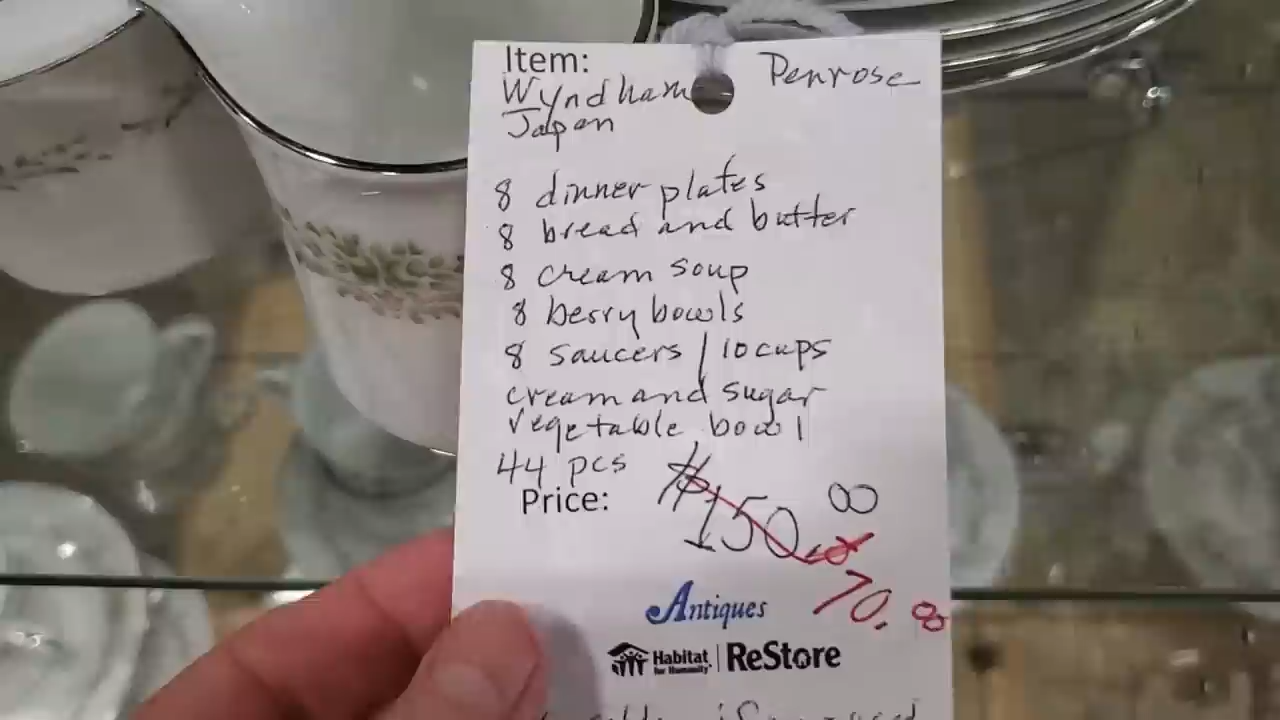 Item:
Wyndham Penrose
Japan
8 dinner plates
8 bread and butter
8 cream soup
8 berry bowls
8 saucers / 10 cups
cream and sugar
vegetable bowl
44 pcs
Price: $150.00
70.00
Antiques
Habitat for Humanity. | ReStore